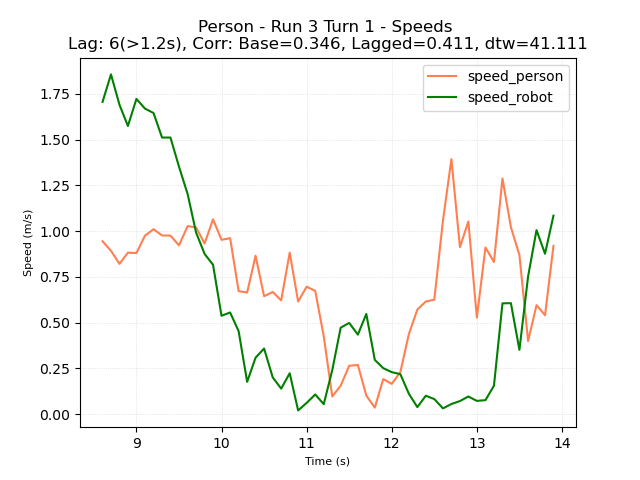 Person - Run 3 Turn 1 - Speeds
Lag: 6(>1.2s), Corr: Base=0.346, Lagged=0.411, dtw=41.111
speed_person
speed_robot
1.75
1.50
1.25
1.00
0.75
0.50
0.25
0.00
Speed (m/s)
9 10 11 12 13 14
Time (s)